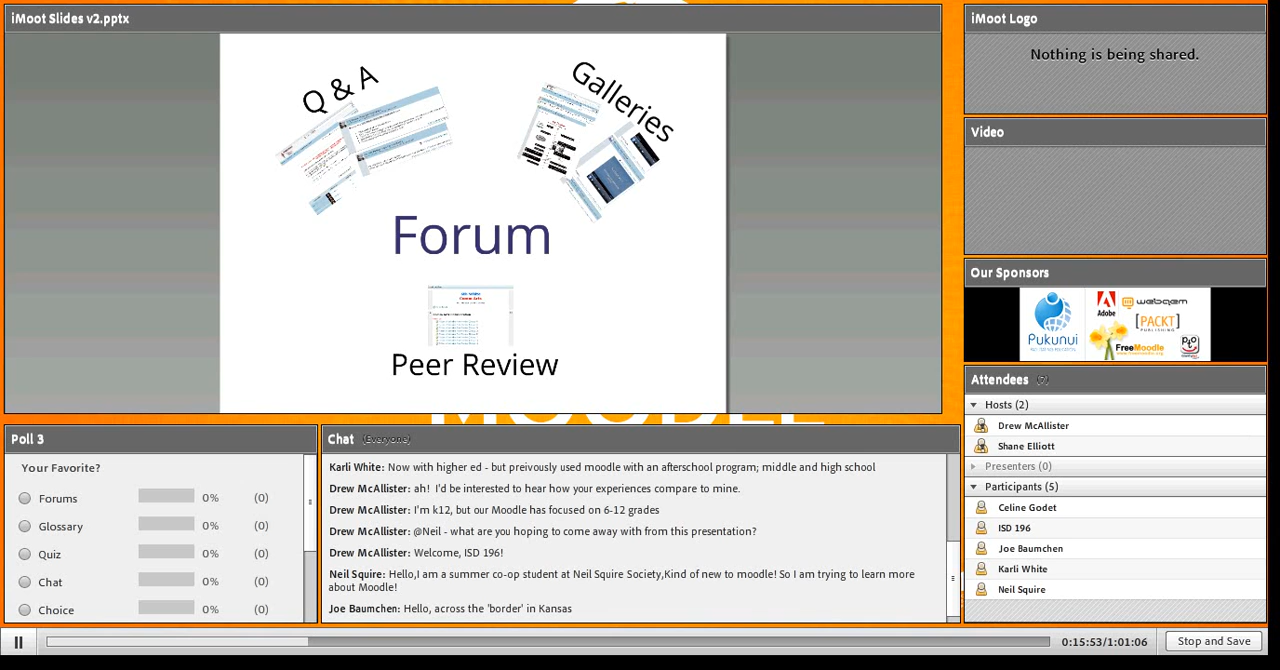 iMoot Slides v2.pptx
Q & A
Galleries
Forum
Peer Review
iMoot Logo
Nothing is being shared.
Video
Our Sponsors
Pukunui
Adobe
webgem
[PACKT]
PUBLISHING
FreeMoodle
Attendees (7)
Hosts (2)
Drew McAllister
Shane Elliott
Presenters (0)
Participants (5)
Celine Godet
ISD 196
Joe Baumchen
Karli White
Neil Squire
MOODLE
Poll 3
Your Favorite?
Forums 0% (0)
Glossary 0% (0)
Quiz 0% (0)
Chat 0% (0)
Choice 0% (0)
Chat (Everyone)
Karli White: Now with higher ed - but preivously used moodle with an afterschool program; middle and high school
Drew McAllister: ah! I'd be interested to hear how your experiences compare to mine.
Drew McAllister: I'm k12, but our Moodle has focused on 6-12 grades
Drew McAllister: @Neil - what are you hoping to come away with from this presentation?
Drew McAllister: Welcome, ISD 196!
Neil Squire: Hello,I am a summer co-op student at Neil Squire Society,Kind of new to moodle! So I am trying to learn more
about Moodle!
Joe Baumchen: Hello, across the 'border' in Kansas
0:15:53/1:01:06
Stop and Save